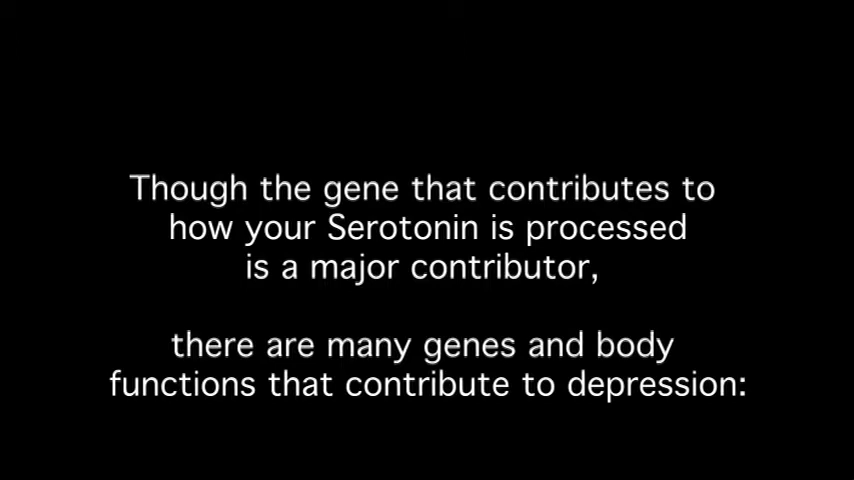 Though the gene that contributes to
how your Serotonin is processed
is a major contributor,
there are many genes and body
functions that contribute to depression: